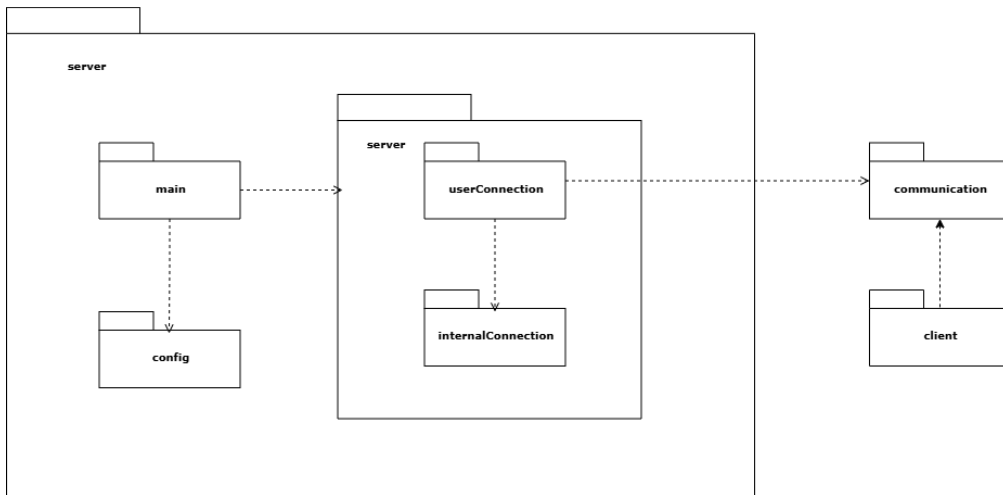 server
server
main
userConnection
communication
config
internalConnection
client